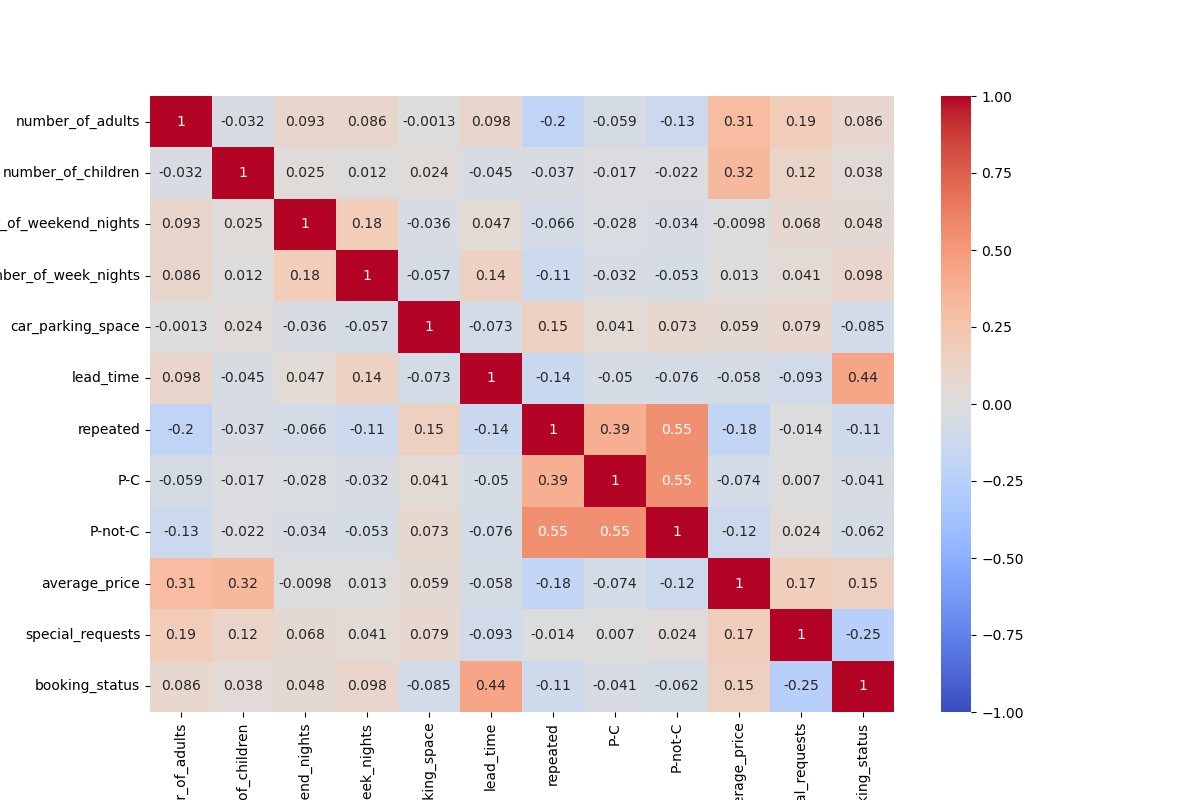 number_of_adults 1 -0.032 0.093 0.086 -0.0013 0.098 -0.2 -0.059 -0.13 0.31 0.19 0.086
number_of_children -0.032 1 0.025 0.012 0.024 -0.045 -0.037 -0.017 -0.022 0.32 0.12 0.038
_of_weekend_nights 0.093 0.025 1 0.18 -0.036 0.047 -0.066 -0.028 -0.034 -0.0098 0.068 0.048
ber_of_week_nights 0.086 0.012 0.18 1 -0.057 0.14 -0.11 -0.032 -0.053 0.013 0.041 0.098
car_parking_space -0.0013 0.024 -0.036 -0.057 1 -0.073 0.15 0.041 0.073 0.059 0.079 -0.085
lead_time 0.098 -0.045 0.047 0.14 -0.073 1 -0.14 -0.05 -0.076 -0.058 -0.093 0.44
repeated -0.2 -0.037 -0.066 -0.11 0.15 -0.14 1 0.39 0.55 -0.18 -0.014 -0.11
P-C -0.059 -0.017 -0.028 -0.032 0.041 -0.05 0.39 1 0.55 -0.074 0.007 -0.041
P-not-C -0.13 -0.022 -0.034 -0.053 0.073 -0.076 0.55 0.55 1 -0.12 0.024 -0.062
average_price 0.31 0.32 -0.0098 0.013 0.059 -0.058 -0.18 -0.074 -0.12 1 0.17 0.15
special_requests 0.19 0.12 0.068 0.041 0.079 -0.093 -0.014 0.007 0.024 0.17 1 -0.25
booking_status 0.086 0.038 0.048 0.098 -0.085 0.44 -0.11 -0.041 -0.062 0.15 -0.25 1
r_of_adults
of_children
end_nights
eek_nights
king_space
lead_time
repeated
P-C
P-not-C
erage_price
al_requests
king_status
1.00
0.75
0.50
0.25
0.00
−0.25
−0.50
−0.75
−1.00